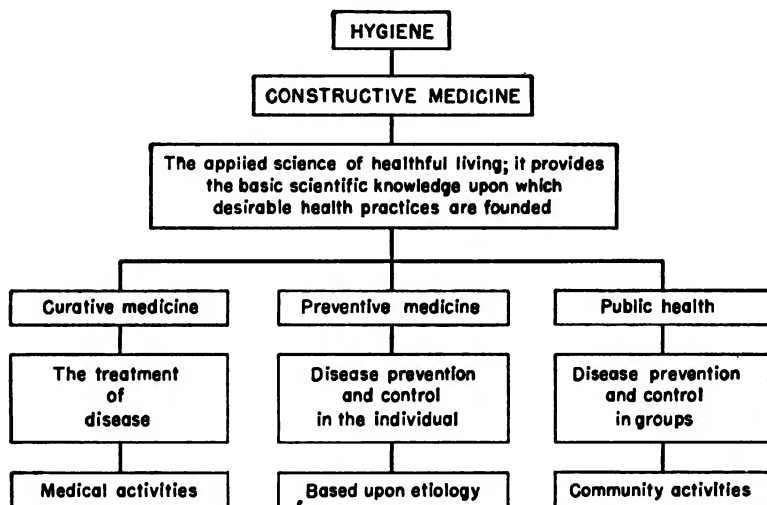 HYGIENE
CONSTRUCTIVE MEDICINE
The applied science of healthful living; it provides
the basic scientific knowledge upon which
desirable health practices are founded
Curative medicine
Preventive medicine
Public health
The treatment
of
disease
Disease prevention
and control
in the individual
Disease prevention
and control
in groups
Medical activities
Based upon etiology
Community activities